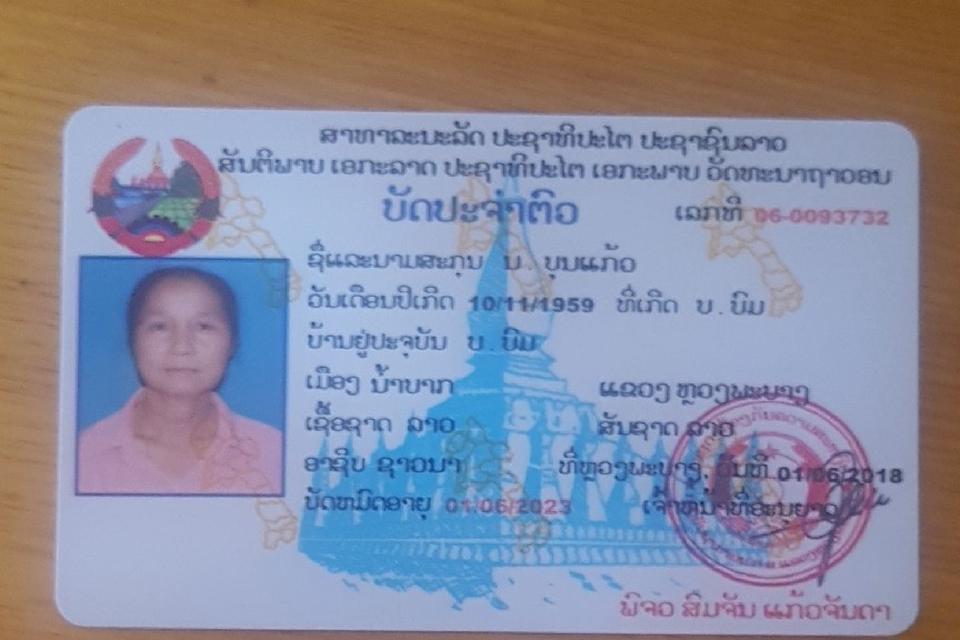 ສາທາລະນະລັດ ປະຊາທິປະໄຕ ປະຊາຊົນລາວ
ສັນຕິພາບ ເອກະລາດ ປະຊາທິປະໄຕ ເອກະພາບ ວັດທະນາຖາວອນ
ບັດປະຈຳຕົວ ເລກທີ 06-0093732
ຊື່ແລະນາມສະກຸນ ນ. ບຸນແກ້ວ
ວັນເດືອນປີເກີດ 10/11/1959 ທີ່ເກີດ ບ.ບົມ
ບ້ານຢູ່ປະຈຸບັນ ບ.ບົມ
ເມືອງ ນ້ຳບາກ ແຂວງ ຫຼວງພະບາງ
ເຊື້ອຊາດ ລາວ ສັນຊາດ ລາວ
ອາຊີບ ຊາວນາ ທີ່ຫຼວງພະບາງ, ວັນທີ 01/06/2018
ບັດຫມົດອາຍຸ 01/06/2023 ເຈົ້າຫນ້າທີ່ອະນຸຍາດ
ພົຈວ ສົມຈັນ ແກ້ວຈັນດາ